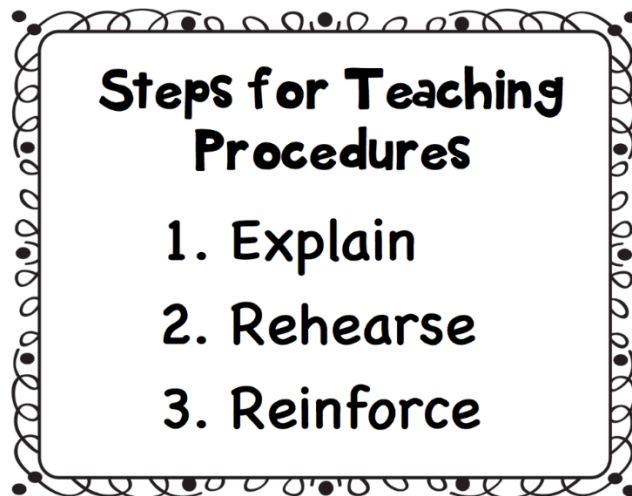 Steps for Teaching
Procedures
1. Explain
2. Rehearse
3. Reinforce